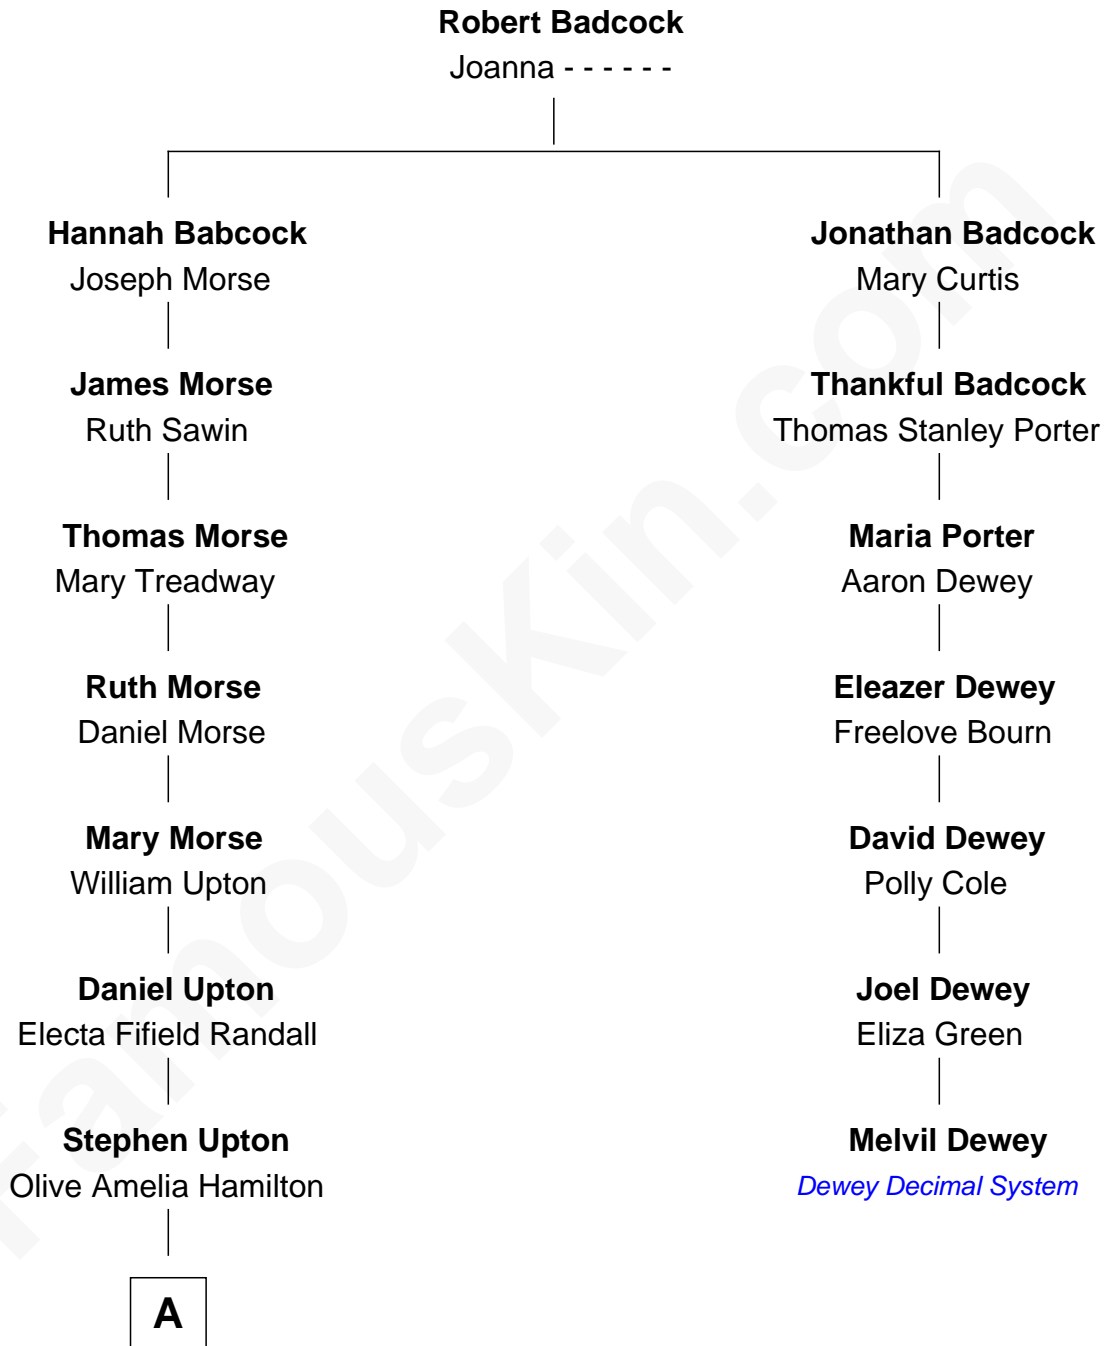 Robert Badcock
Joanna - - - - - -
Hannah Babcock
Joseph Morse
James Morse
Ruth Sawin
Thomas Morse
Mary Treadway
Ruth Morse
Daniel Morse
Mary Morse
William Upton
Daniel Upton
Electa Fifield Randall
Stephen Upton
Olive Amelia Hamilton
A
Jonathan Badcock
Mary Curtis
Thankful Badcock
Thomas Stanley Porter
Maria Porter
Aaron Dewey
Eleazer Dewey
Freelove Bourn
David Dewey
Polly Cole
Joel Dewey
Eliza Green
Melvil Dewey
Dewey Decimal System
FamousKin.com